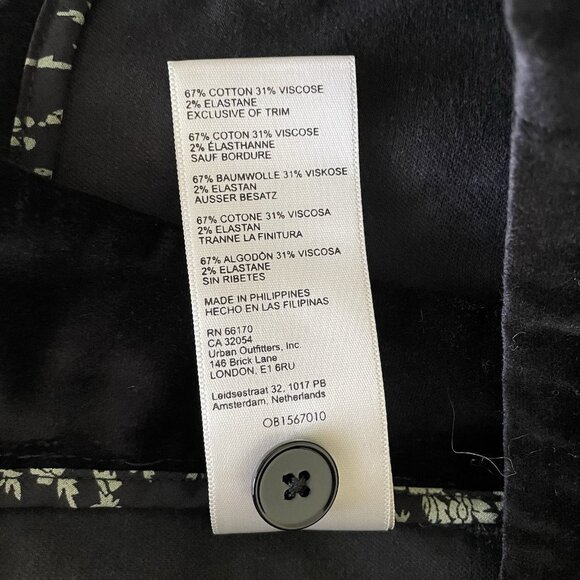 67% COTTON 31% VISCOSE
2% ELASTANE
EXCLUSIVE OF TRIM
67% COTON 31% VISCOSE
2% ÉLASTHANNE
SAUF BORDURE
67% BAUMWOLLE 31% VISKOSE
2% ELASTAN
AUSSER BESATZ
67% COTONE 31% VISCOSA
2% ELASTAN
TRANNE LA FINITURA
67% ALGODÓN 31% VISCOSA
2% ELASTANE
SIN RIBETES
MADE IN PHILIPPINES
HECHO EN LAS FILIPINAS
RN 66170
CA 32054
Urban Outfitters, Inc.
146 Brick Lane
LONDON, E1 6RU
Leidsestraat 32, 1017 PB
Amsterdam, Netherlands
OB1567010